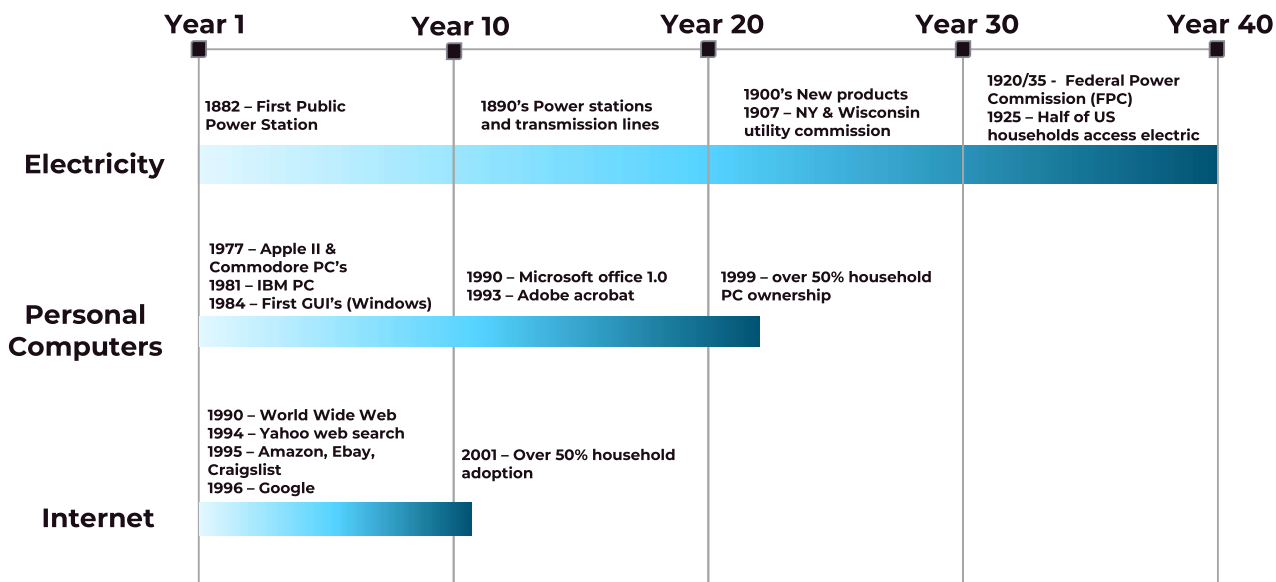 Year 1
Year 10
Year 20
Year 30
Year 40
1882 – First Public
Power Station
1890’s Power stations
and transmission lines
1900’s New products
1907 – NY & Wisconsin
utility commission
1920/35 -  Federal Power
Commission (FPC)
1925 – Half of US
households access electric
Electricity
1977 – Apple II &
Commodore PC’s
1981 – IBM PC
1984 – First GUI’s (Windows)
1990 – Microsoft office 1.0
1993 – Adobe acrobat
1999 – over 50% household
PC ownership
Personal
Computers
1990 – World Wide Web
1994 – Yahoo web search
1995 – Amazon, Ebay,
Craigslist
1996 – Google
2001 – Over 50% household
adoption
Internet